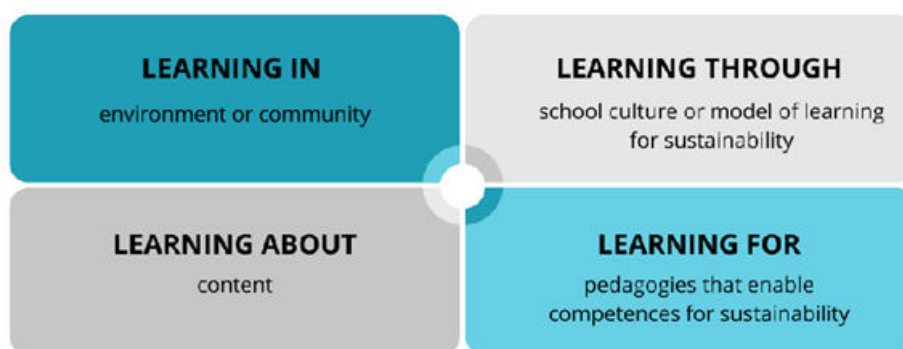 LEARNING IN
environment or community
LEARNING THROUGH
school culture or model of learning
for sustainability
LEARNING ABOUT
content
LEARNING FOR
pedagogies that enable
competences for sustainability